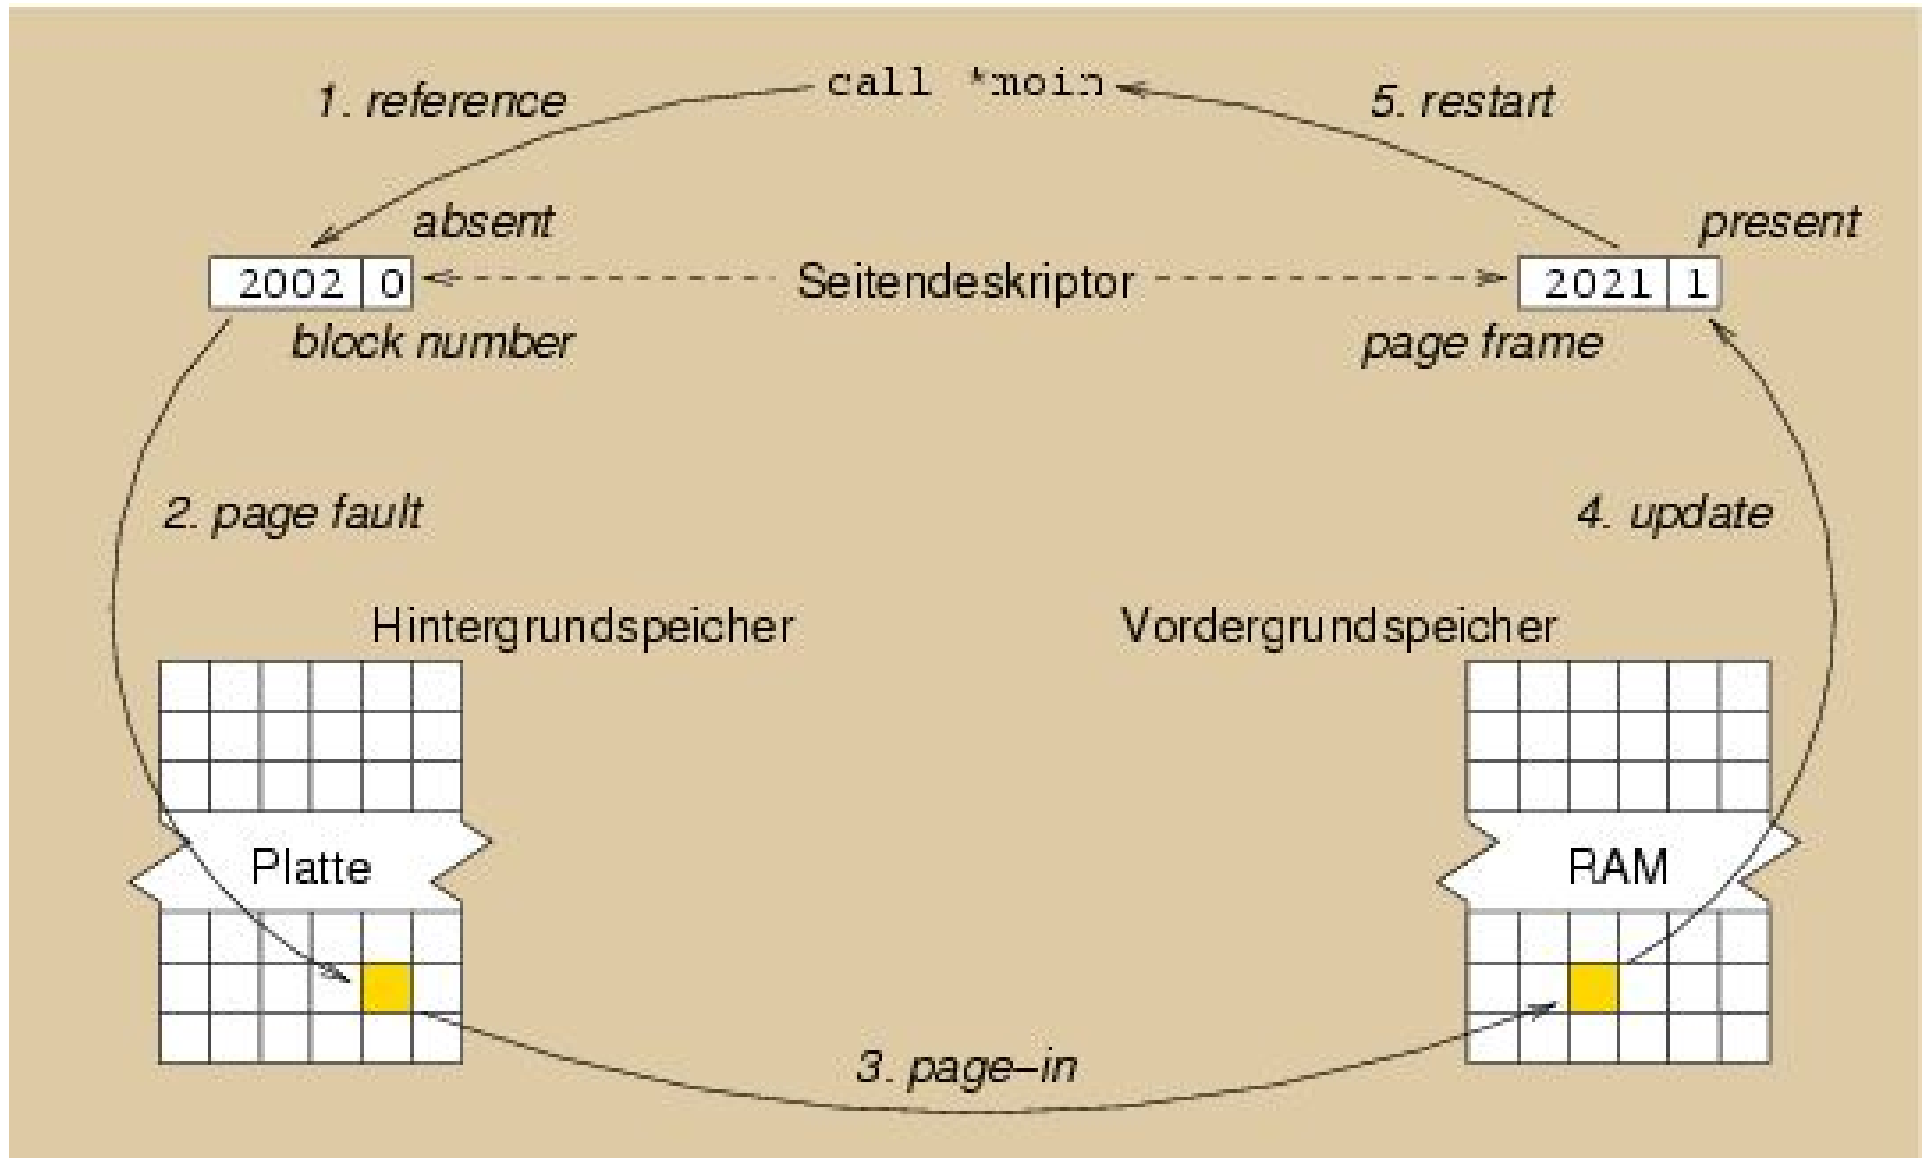 call *moin
1. reference
5. restart
absent
present
2002 0
Seitendeskriptor
2021 1
block number
page frame
2. page fault
4. update
Hintergrundspeicher
Vordergrundspeicher
Platte
RAM
3. page–in